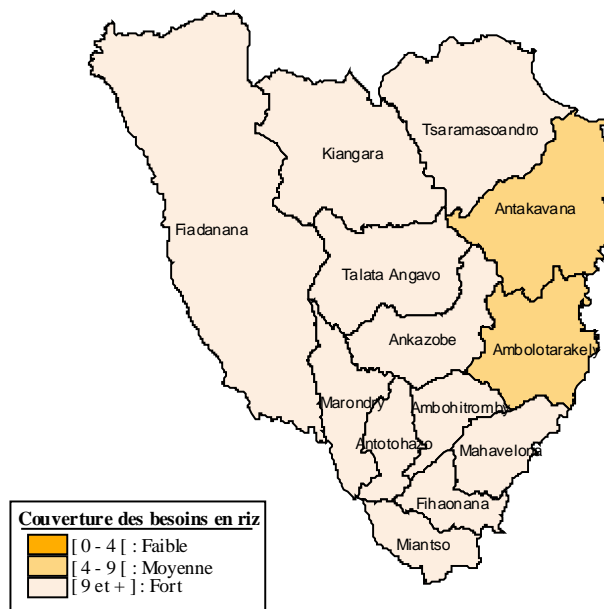 Tsaramasoandro
Kiangara
Antakavana
Fiadanana
Talata Angavo
Ankazobe
Ambolotarakely
Marondry
Ambohitromby
Antotohazo
Mahavelona
Fihaonana
Miantso
Couverture des besoins en riz
[ 0 - 4 [ : Faible
[ 4 - 9 [ : Moyenne
[ 9 et + ] : Fort